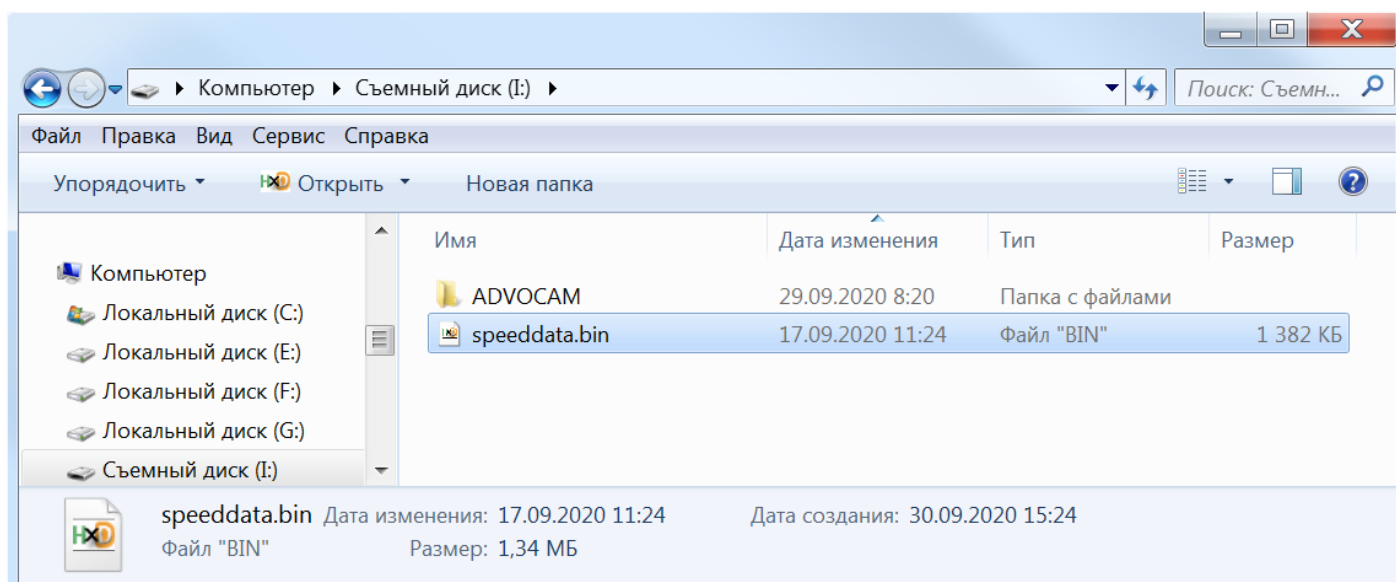 Компьютер Съемный диск (I:) Поиск: Съемн...
Файл Правка Вид Сервис Справка
Упорядочить HXD Открыть Новая папка
Имя Дата изменения Тип Размер
Компьютер
ADVOCAM 29.09.2020 8:20 Папка с файлами
Локальный диск (C:)
speeddata.bin 17.09.2020 11:24 Файл "BIN" 1 382 КБ
Локальный диск (E:)
Локальный диск (F:)
Локальный диск (G:)
Съемный диск (I:)
speeddata.bin Дата изменения: 17.09.2020 11:24 Дата создания: 30.09.2020 15:24
HXD Файл "BIN" Размер: 1,34 МБ